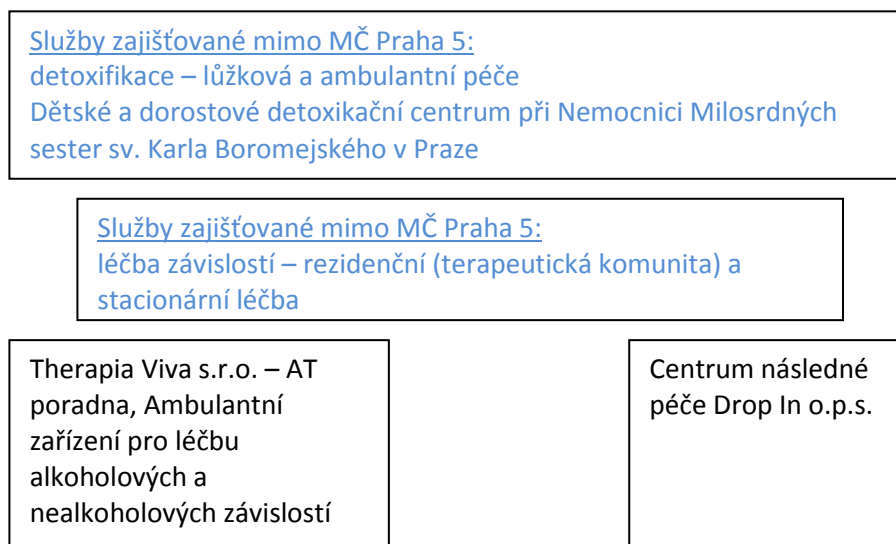 Služby zajišťované mimo MČ Praha 5:
detoxifikace – lůžková a ambulantní péče
Dětské a dorostové detoxikační centrum při Nemocnici Milosrdných
sester sv. Karla Boromejského v Praze
Služby zajišťované mimo MČ Praha 5:
léčba závislostí – rezidenční (terapeutická komunita) a
stacionární léčba
Therapia Viva s.r.o. – AT
poradna, Ambulantní
zařízení pro léčbu
alkoholových a
nealkoholových závislostí
Centrum následné
péče Drop In o.p.s.